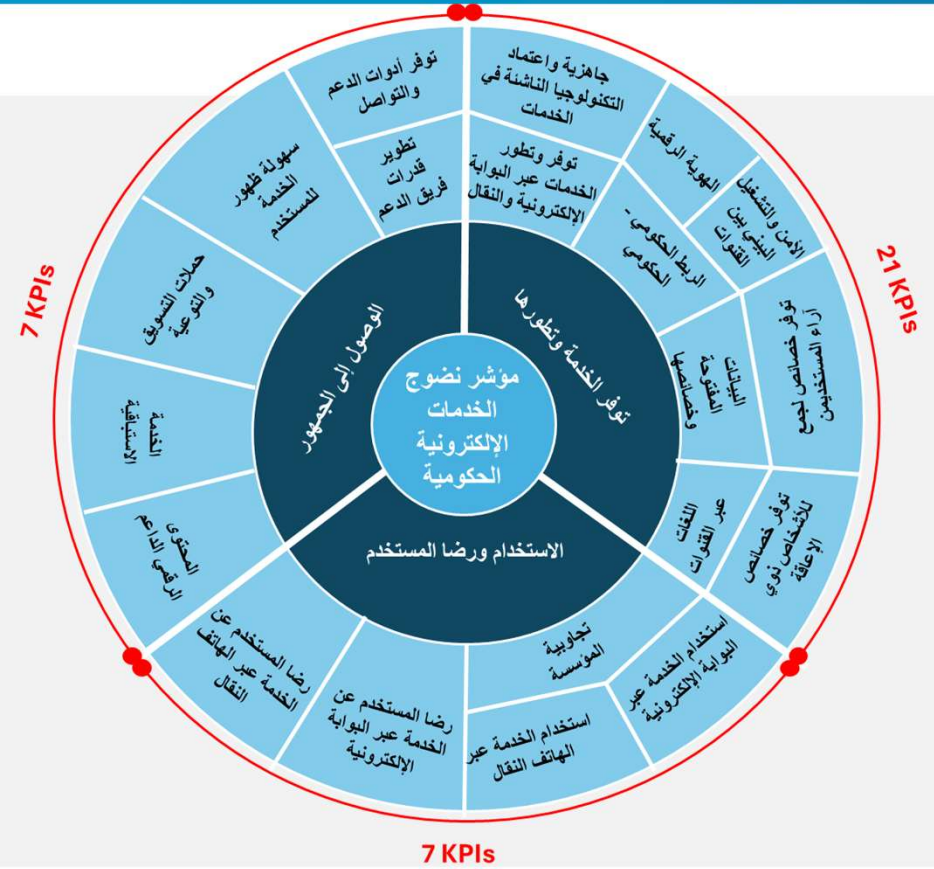 مؤشر نضوج
الخدمات
الإلكترونية
الحكومية
توفر الخدمة وتطورها
جاهزية واعتماد
التكنولوجيا الناشئة في
الخدمات
توفر وتطور
الخدمات عبر البوابة
الإلكترونية والنقال
الهوية الرقمية
الربط الحكومي -
الحكومي
الأمن والتشغيل
البيني بين
القنوات
توفر خصائص لجمع
آراء المستخديمن
البيانات
المفتوحة
وخصائصها
اللغات
عبر القنوات
توفر خصائص
للأشخاص ذوي
الإعاقة
21 KPIs
الاستخدام ورضا المستخدم
استخدام الخدمة عبر
البوابة الإلكترونية
تجاوبية
المؤسسة
استخدام الخدمة عبر
الهاتف النقال
رضا المستخدم عن
الخدمة عبر البوابة
الإلكترونية
رضا المستخدم عن
الخدمة عبر الهاتف
النقال
7 KPIs
الوصول إلى الجمهور
المحتوى
الرقمي الداعم
الخدمة
الاستباقية
حملات التسويق
والتوعية
سهولة ظهور
الخدمة
للمستخدم
توفر أدوات الدعم
والتواصل
تطوير
قدرات
فريق الدعم
7 KPIs